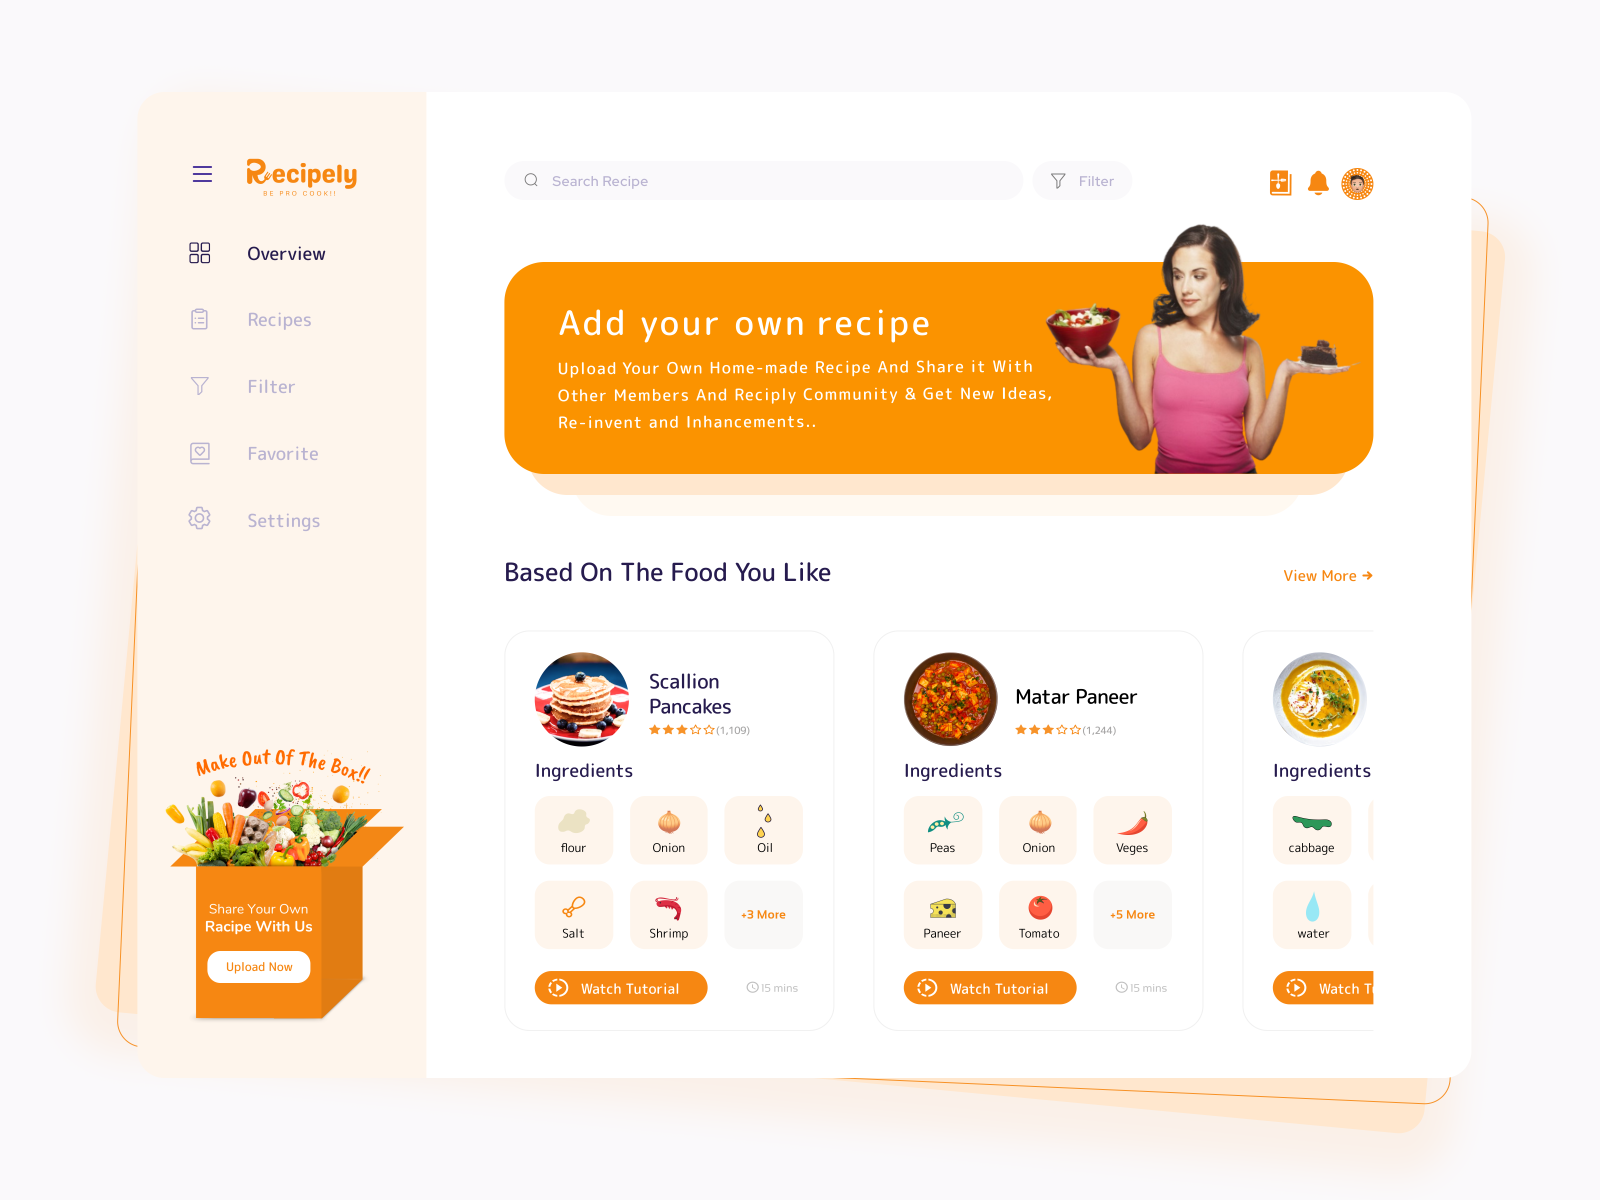 Recipely
BE PRO COOK!!
Overview
Recipes
Filter
Favorite
Settings
Make Out Of The Box!!
Share Your Own
Racipe With Us
Upload Now
Search Recipe
Filter
Add your own recipe
Upload Your Own Home-made Recipe And Share it With
Other Members And Reciply Community & Get New Ideas,
Re-invent and Inhancements..
Based On The Food You Like
View More
Scallion
Pancakes
(1,109)
Ingredients
flour
Onion
Oil
Salt
Shrimp
+3 More
Watch Tutorial
15 mins
Matar Paneer
(1,244)
Ingredients
Peas
Onion
Veges
Paneer
Tomato
+5 More
Watch Tutorial
15 mins
Ingredients
cabbage
water
Watch T